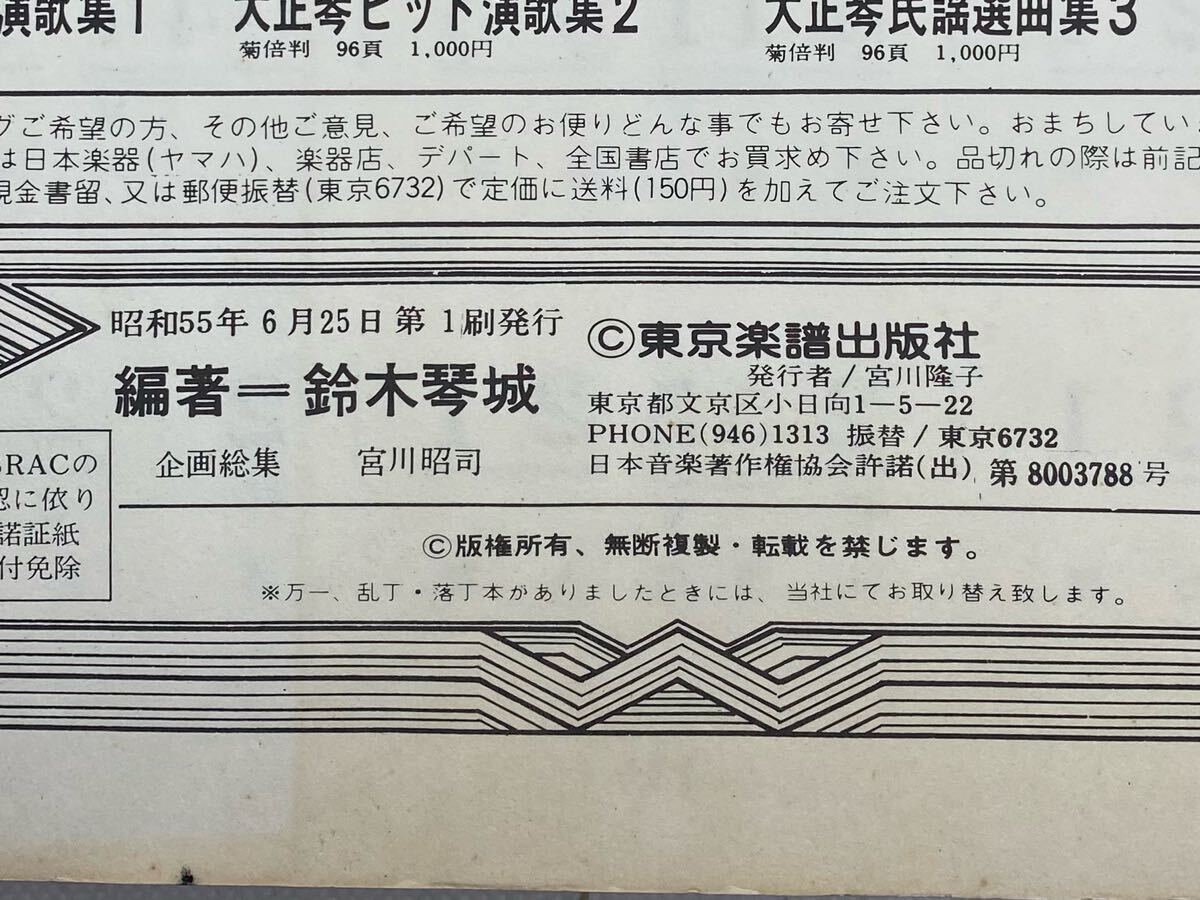 演歌集1 大正琴ヒット演歌集2 大正琴民謡選曲集3
菊倍判 96頁 1,000円 菊倍判 96頁 1,000円
グご希望の方、その他ご意見、ご希望のお便りどんな事でもお寄せ下さい。おまちしてい
は日本楽器(ヤマハ)、楽器店、デパート、全国書店でお買求め下さい。品切れの際は前記
現金書留、又は郵便振替(東京6732)で定価に送料(150円)を加えてご注文下さい。
昭和55年6月25日第1刷発行
編著=鈴木琴城
企画総集 宮川昭司
©東京楽譜出版社
発行者/宮川隆子
東京都文京区小日向1-5-22
PHONE(946)1313 振替/東京6732
日本音楽著作権協会許諾(出)第8003788号
RACの
認に依り
諾証紙
付免除
©版権所有、無断複製・転載を禁じます。
※万一、乱丁・落丁本がありましたときには、当社にてお取り替え致します。